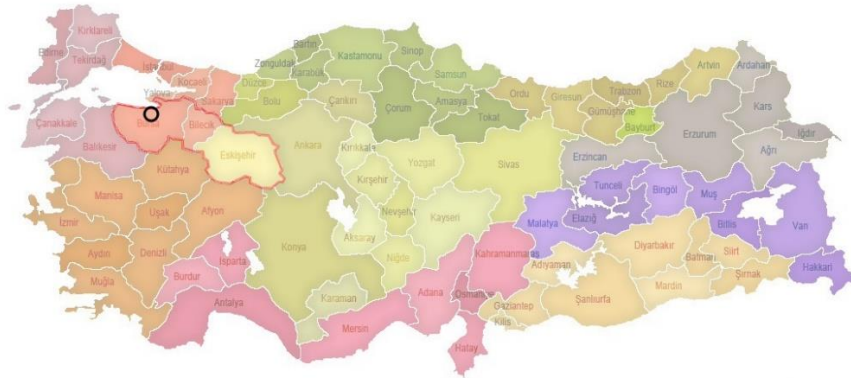 Kırklareli
Edirne
Tekirdağ
İstanbul
Kocaeli
Yalova
Sakarya
Düzce
Zonguldak
Bartın
Karabük
Kastamonu
Sinop
Samsun
Bolu
Çankırı
Çorum
Amasya
Tokat
Ordu
Giresun
Trabzon
Rize
Artvin
Ardahan
Gümüşhane
Bayburt
Kars
Erzurum
Iğdır
Ağrı
Çanakkale
Balıkesir
Bursa
Bilecik
Eskişehir
Ankara
Kırıkkale
Yozgat
Sivas
Erzincan
Kütahya
Manisa
Uşak
Afyon
Kırşehir
Nevşehir
Kayseri
Malatya
Elazığ
Tunceli
Bingöl
Muş
Bitlis
Van
Hakkari
İzmir
Aydın
Denizli
Muğla
Burdur
Isparta
Konya
Aksaray
Niğde
Kahramanmaraş
Adıyaman
Diyarbakır
Batman
Siirt
Şırnak
Mardin
Şanlıurfa
Gaziantep
Kilis
Antalya
Karaman
Mersin
Adana
Osmaniye
Hatay